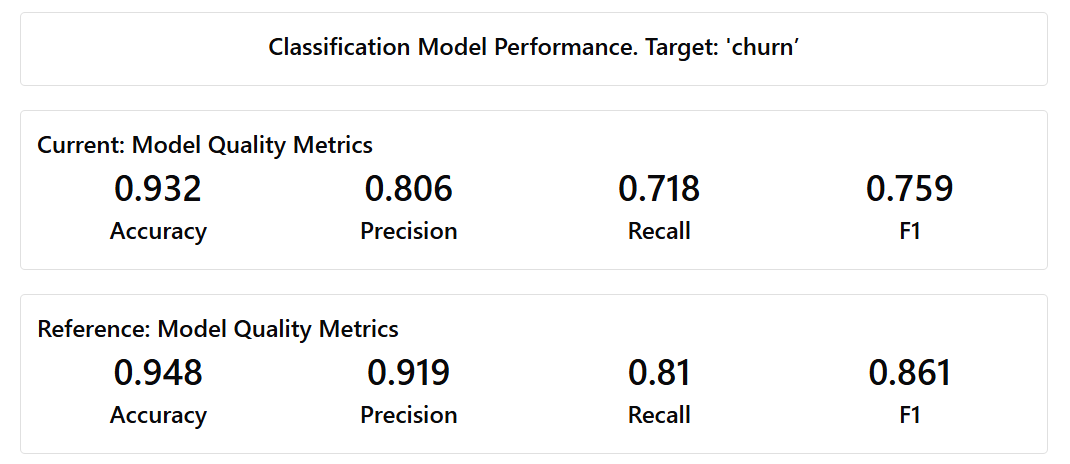 Classification Model Performance. Target: 'churn’
Current: Model Quality Metrics
0.932 0.806 0.718 0.759
Accuracy Precision Recall F1
Reference: Model Quality Metrics
0.948 0.919 0.81 0.861
Accuracy Precision Recall F1